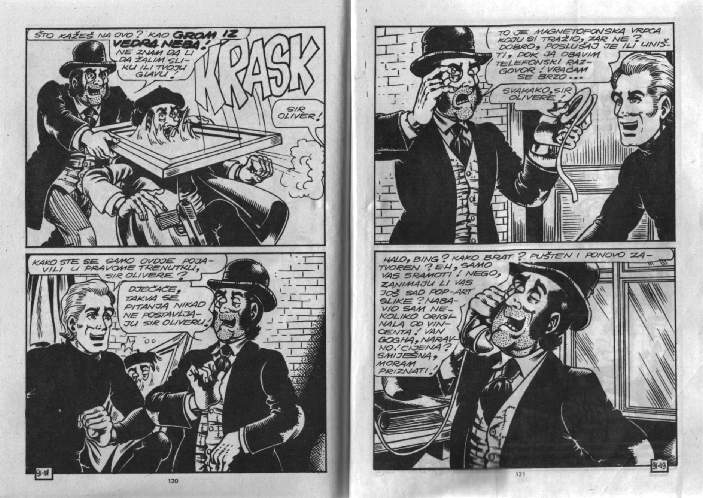 ŠTO KAŽEŠ NA OVO? KAO GROM IZ
VEDRA NEBA!
NE ZNAM DA LI
DA ŽALIM SLI-
KU ILI TVOJU
GLAVU!
KRASK
SIR
OLIVER!
KAKO STE SE SAMO OVDJE POJA-
VILI U PRAVOME TRENUTKU,
SIR OLIVERE?
DJEČAČE,
TAKVA SE
PITANJA NIKAD
NE POSTAVLJA-
JU SIR OLIVERU!
120
TO JE MAGNETOFONSKA VRPCA
KOJU SI TRAŽIO, ZAR NE?
DOBRO, POSLUŠAJ JE ILI UNIŠ-
TI, DOK JA OBAVIM
TELEFONSKI RAZ-
GOVOR! VRAĆAM
SE BRZO...
SVAKAKO, SIR
OLIVERE.
HALO, BING? KAKO BRAT? PUŠTEN I PONOVO ZA-
TVOREN? EH, SAMO
VAS SRAMOTI! NEGO,
ZANIMAJU LI VAS
JOŠ SAD POP-ART
SLIKE? NABA-
VIO SAM NE-
KOLIKO ORIGI-
NALA OD VIN-
CENTA! VAN
GOGHA, NARAV-
NO! CIJENA?
SMIJEŠNA,
MORAM
PRIZNATI!
121